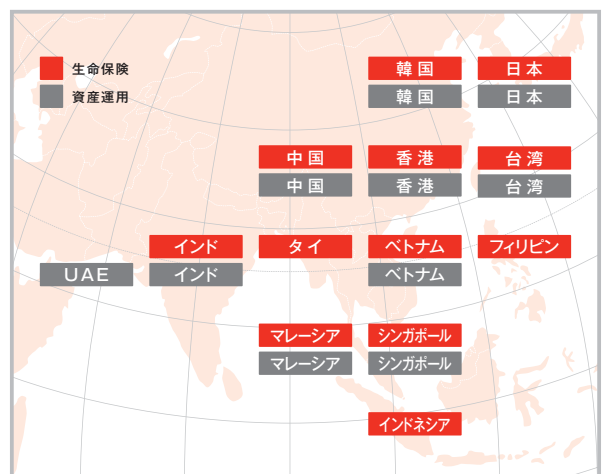 生命保険
資産運用
韓国 日本
韓国 日本
中国 香港 台湾
中国 香港 台湾
インド タイ ベトナム フィリピン
UAE インド ベトナム
マレーシア シンガポール
マレーシア シンガポール
インドネシア